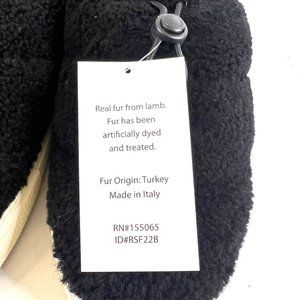 Real fur from lamb.
Fur has been
artificially dyed
and treated.
Fur Origin: Turkey
Made in Italy
RN#155065
ID#RSF22B